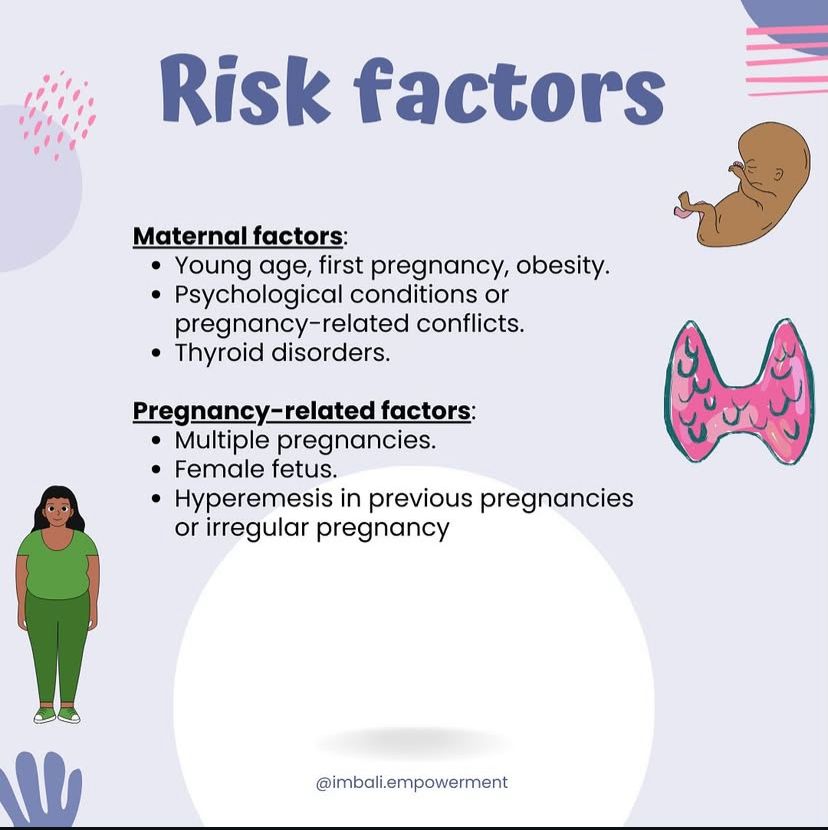 Risk factors
Maternal factors:
• Young age, first pregnancy, obesity.
• Psychological conditions or
pregnancy-related conflicts.
• Thyroid disorders.
Pregnancy-related factors:
• Multiple pregnancies.
• Female fetus.
• Hyperemesis in previous pregnancies
or irregular pregnancy
@imbali.empowerment